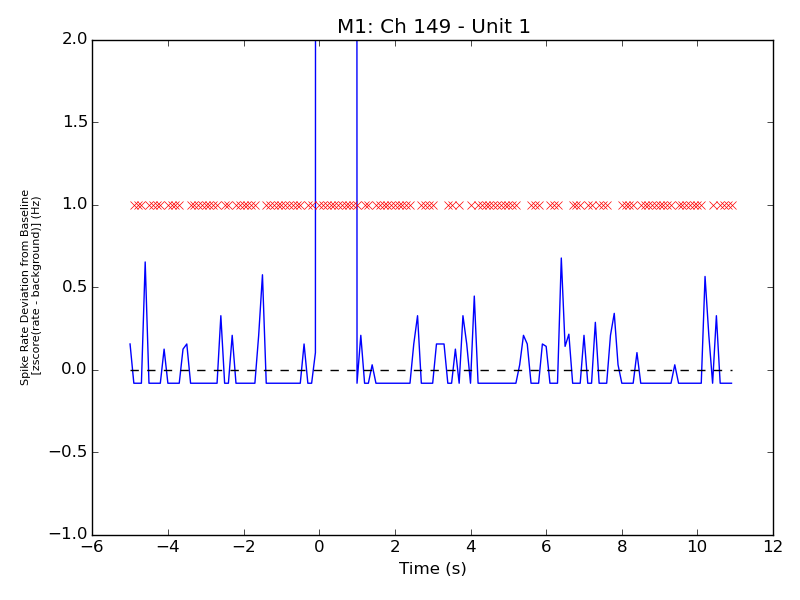 M1: Ch 149 - Unit 1
2.0
1.5
1.0
0.5
0.0
−0.5
−1.0
Spike Rate Deviation from Baseline
[zscore(rate - background)] (Hz)
−6 −4 −2 0 2 4 6 8 10 12
Time (s)